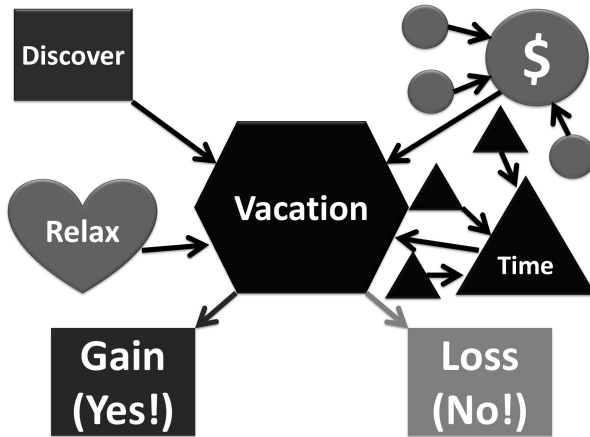 Discover
$
Vacation
Relax
Time
Gain
(Yes!)
Loss
(No!)